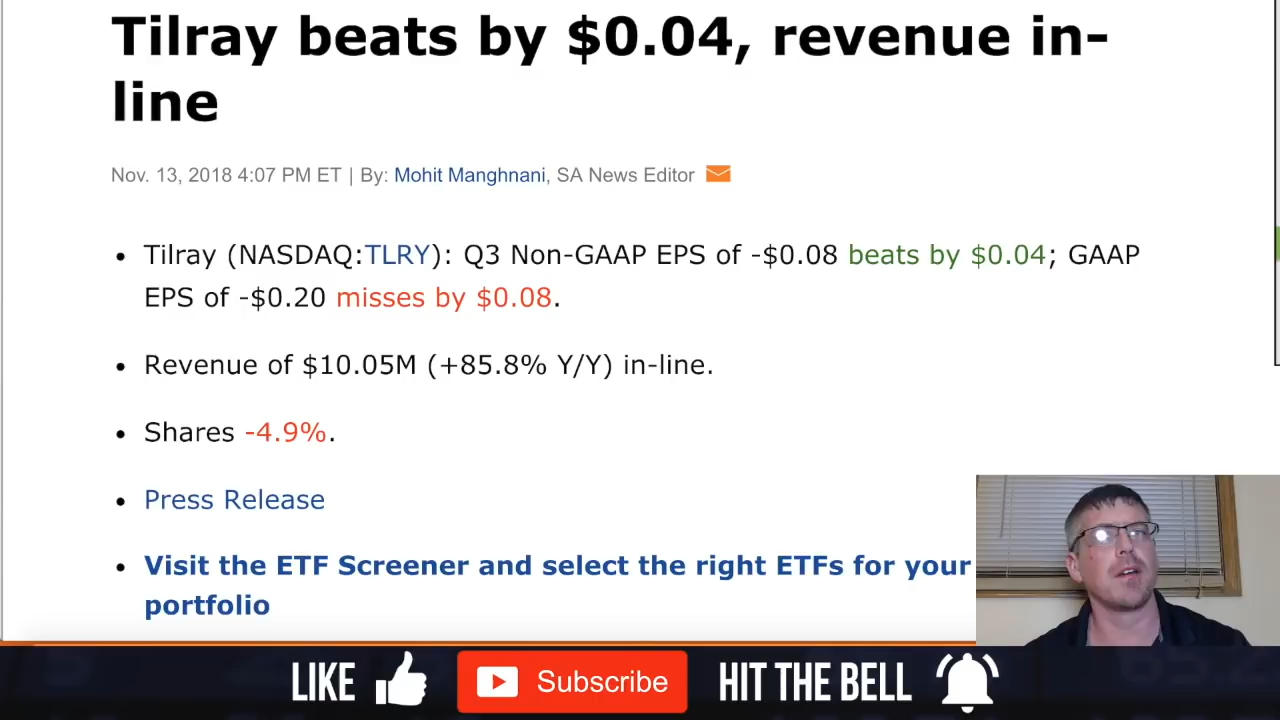 Tilray beats by $0.04, revenue in-
line
Nov. 13, 2018 4:07 PM ET | By: Mohit Manghnani, SA News Editor
• Tilray (NASDAQ:TLRY): Q3 Non-GAAP EPS of -$0.08 beats by $0.04; GAAP
EPS of -$0.20 misses by $0.08.
• Revenue of $10.05M (+85.8% Y/Y) in-line.
• Shares -4.9%.
• Press Release
• Visit the ETF Screener and select the right ETFs for your
portfolio
LIKE Subscribe HIT THE BELL